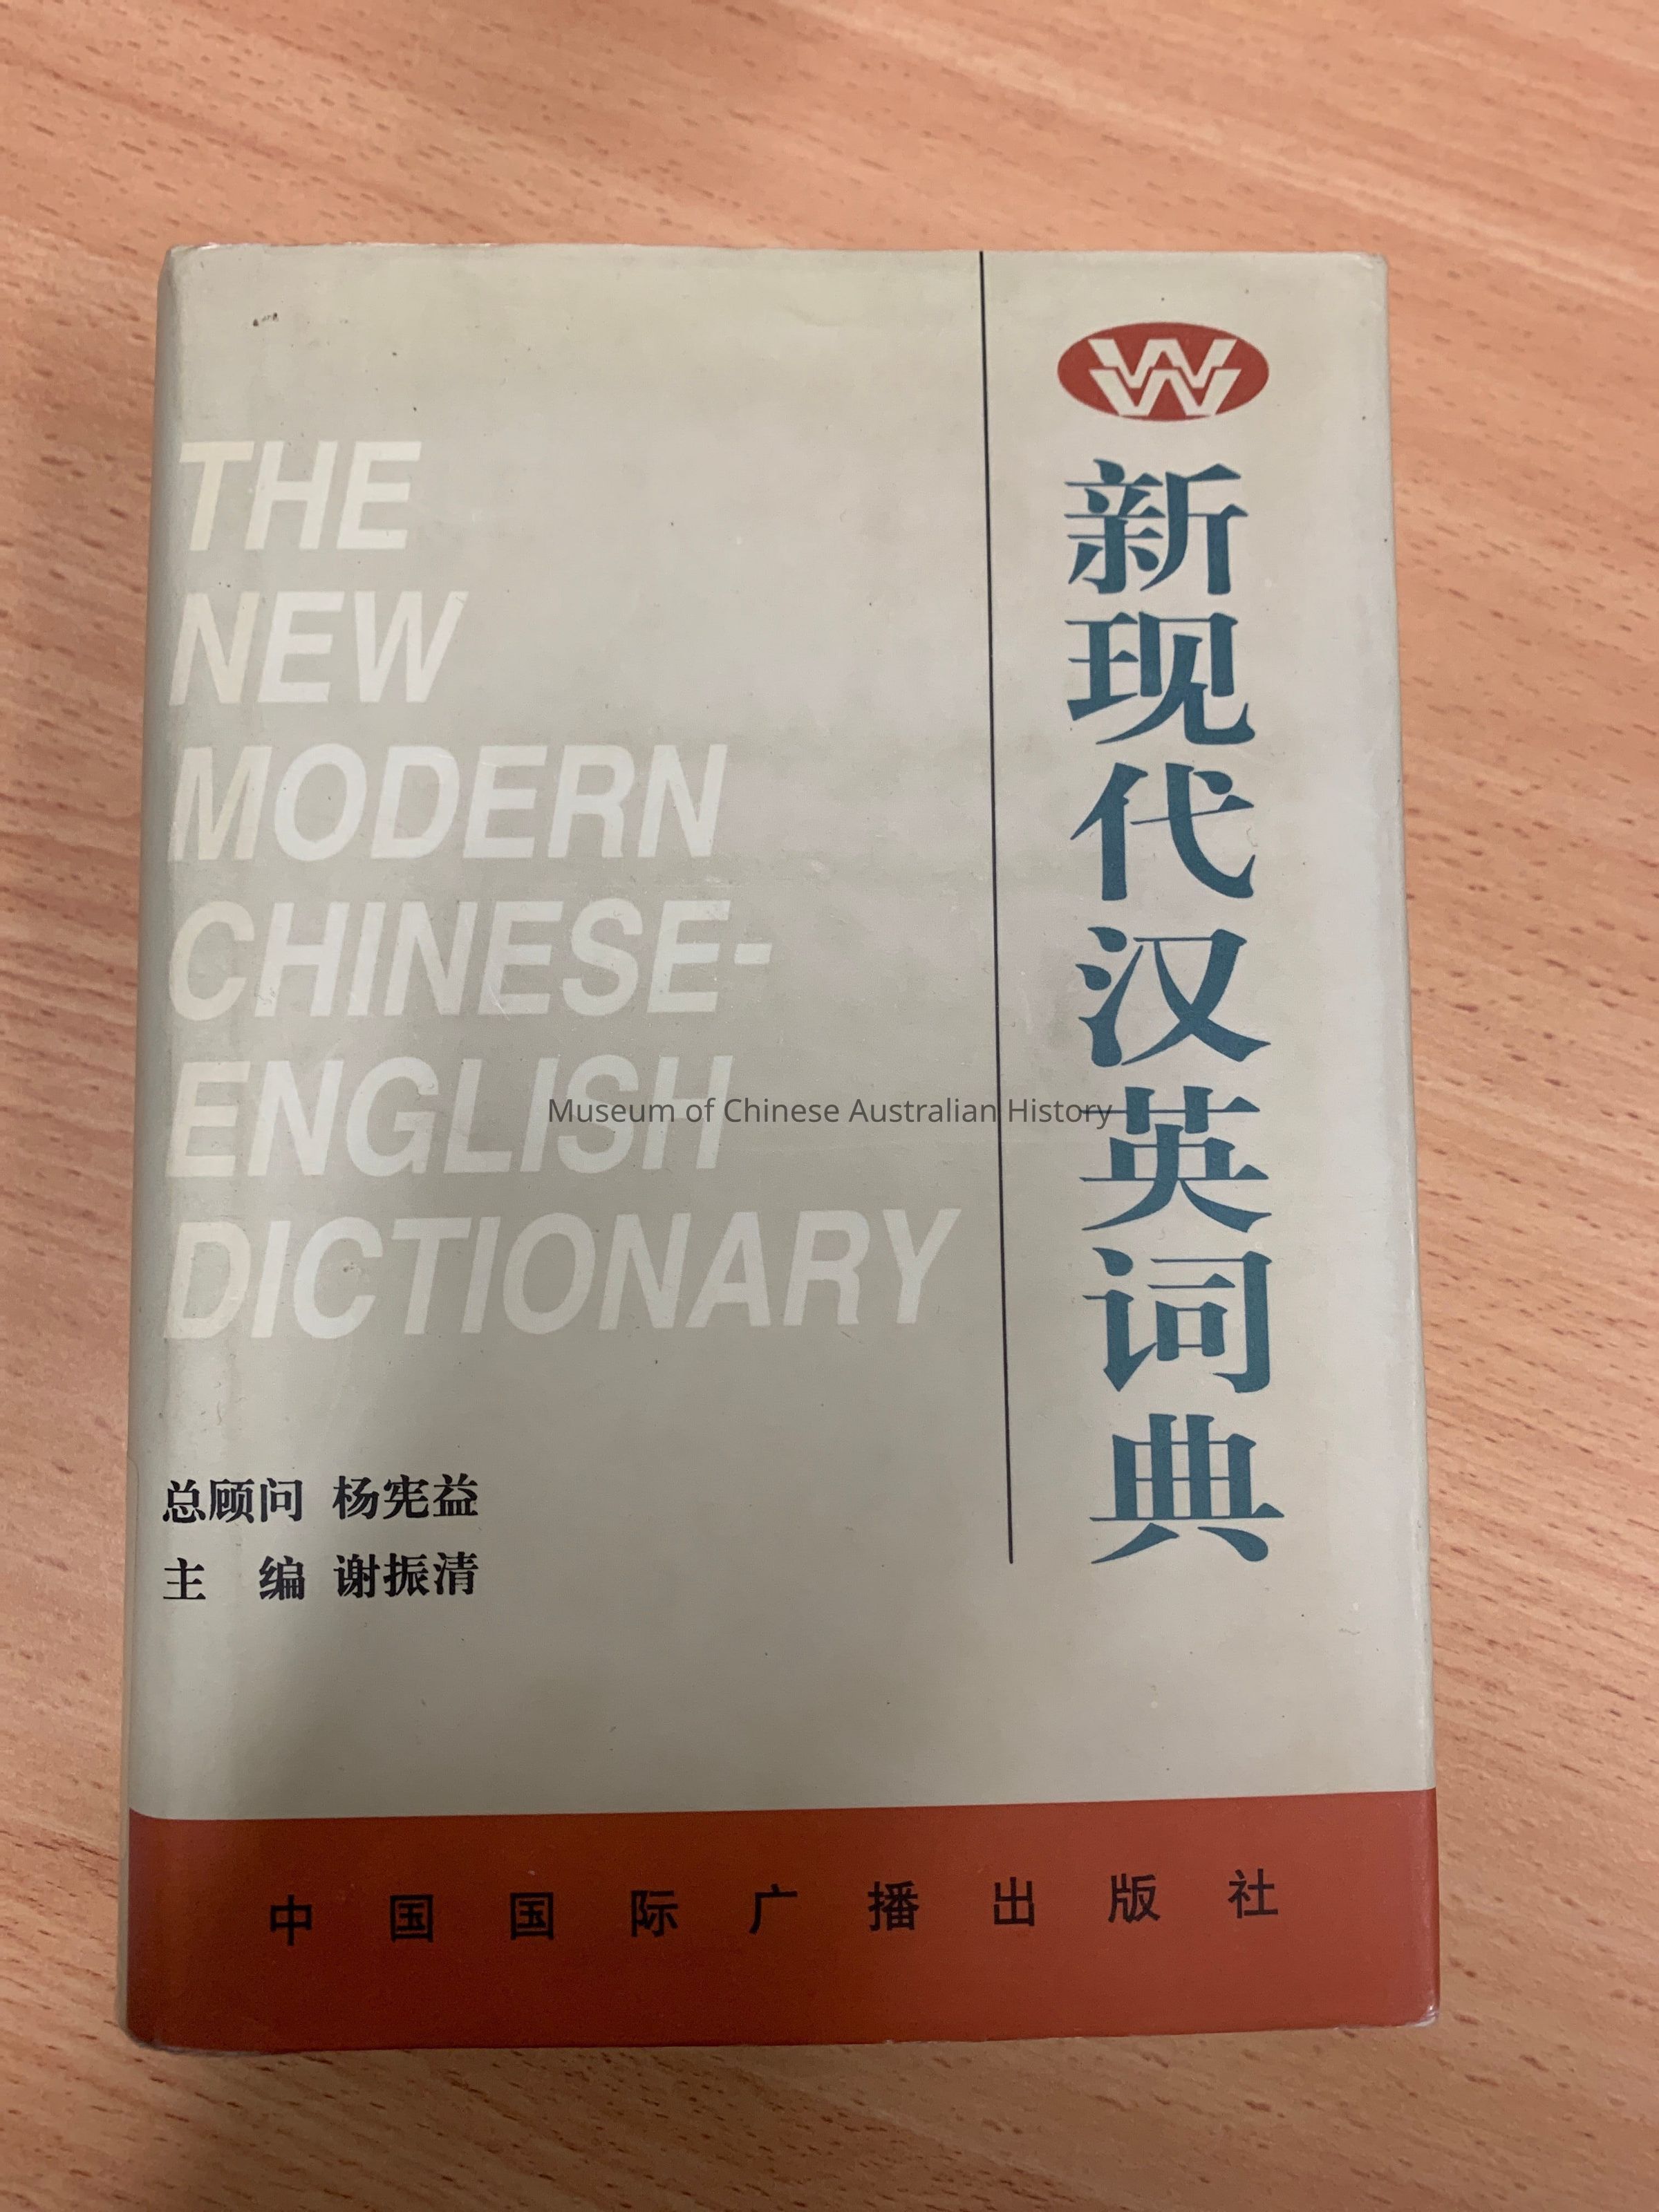 THE
NEW
MODERN
CHINESE-
ENGLISH
DICTIONARY
新现代汉英词典
总顾问 杨宪益
主 编 谢振清
中国国际广播出版社
Museum of Chinese Australian History